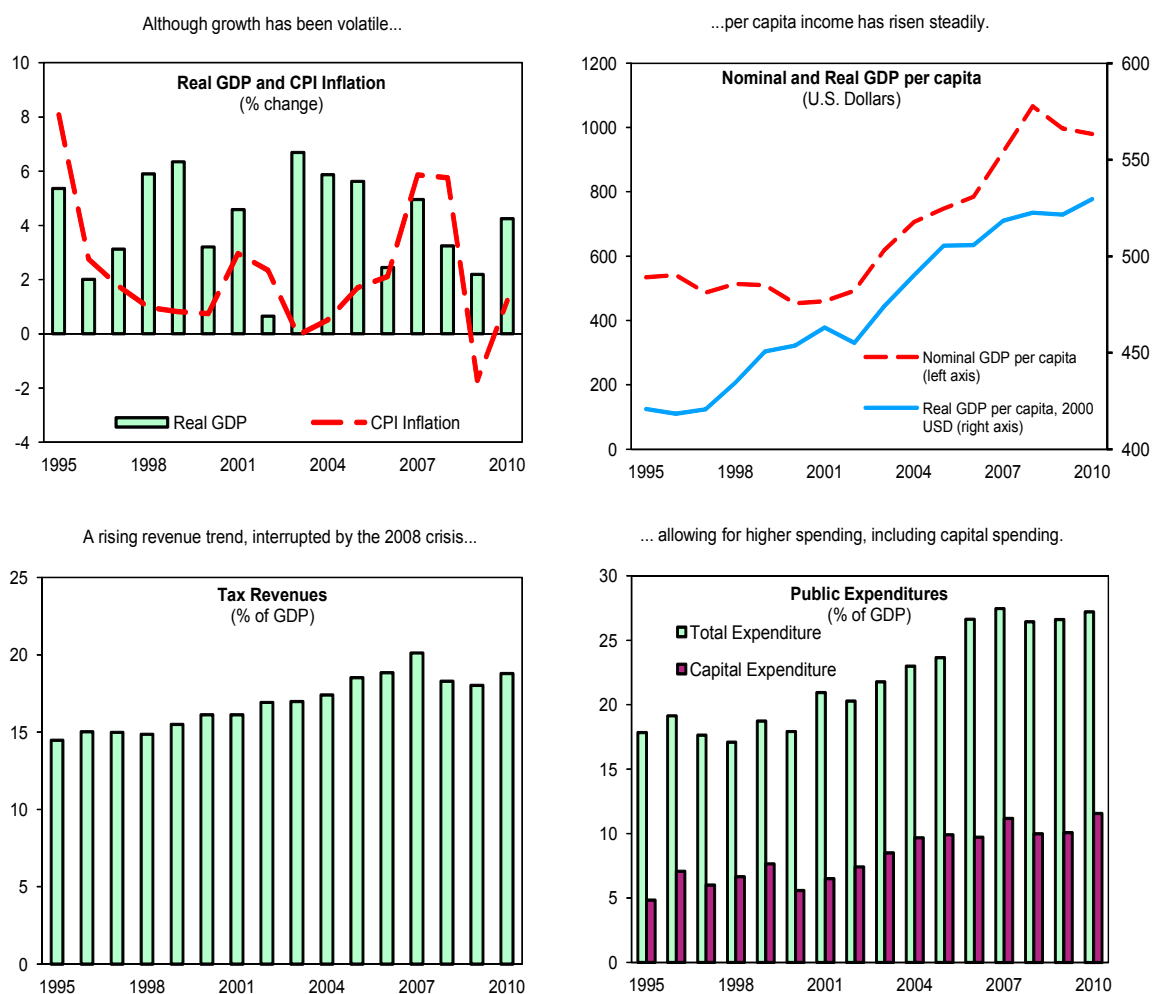 Although growth has been volatile...
Real GDP and CPI Inflation
(% change)
10
8
6
4
2
0
-2
-4
Real GDP
CPI Inflation
1995 1998 2001 2004 2007 2010
...per capita income has risen steadily.
Nominal and Real GDP per capita
(U.S. Dollars)
1200
1000
800
600
400
200
0
600
550
500
450
400
Nominal GDP per capita
(left axis)
Real GDP per capita, 2000
USD (right axis)
1995 1998 2001 2004 2007 2010
A rising revenue trend, interrupted by the 2008 crisis...
Tax Revenues
(% of GDP)
25
20
15
10
5
0
1995 1998 2001 2004 2007 2010
... allowing for higher spending, including capital spending.
Public Expenditures
(% of GDP)
30
25
20
15
10
5
0
Total Expenditure
Capital Expenditure
1995 1998 2001 2004 2007 2010